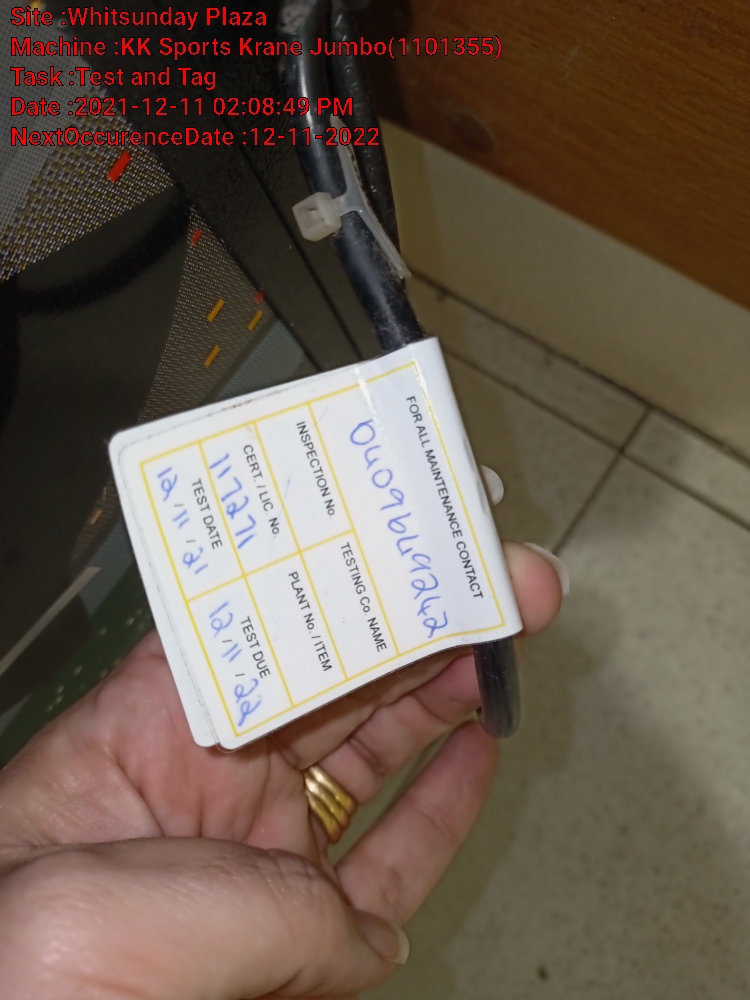 Site :Whitsunday Plaza
Machine :KK Sports Krane Jumbo(1101355)
Task :Test and Tag
Date :2021-12-11 02:08:49 PM
NextOccurenceDate :12-11-2022
FOR ALL MAINTENANCE CONTACT
0409649242
INSPECTION No
TESTING Co. NAME
CERT. / LIC. No.
117271
PLANT No. / ITEM
TEST DATE
12/11/21
TEST DUE
12/11/22